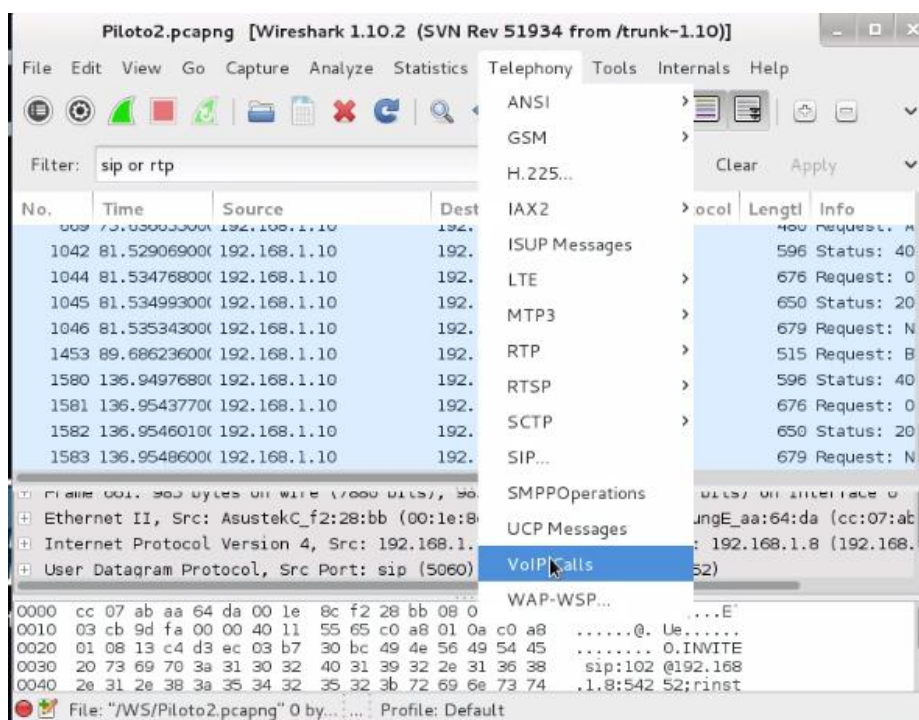 Piloto2.pcapng [Wireshark 1.10.2 (SVN Rev 51934 from /trunk-1.10)]
File Edit View Go Capture Analyze Statistics Telephony Tools Internals Help
Filter: sip or rtp Clear Apply
No. Time Source Dest ocol Lengtl Info
1042 81.52906900( 192.168.1.10 192. 596 Status: 40
1044 81.53476800( 192.168.1.10 192. 676 Request: O
1045 81.53499300( 192.168.1.10 192. 650 Status: 20
1046 81.53534300( 192.168.1.10 192. 679 Request: N
1453 89.68623600( 192.168.1.10 192. 515 Request: B
1580 136.9497680( 192.168.1.10 192. 596 Status: 40
1581 136.9543770( 192.168.1.10 192. 676 Request: O
1582 136.9546010( 192.168.1.10 192. 650 Status: 20
1583 136.9548600( 192.168.1.10 192. 679 Request: N
ANSI
GSM
H.225...
IAX2
ISUP Messages
LTE
MTP3
RTP
RTSP
SCTP
SIP...
SMPPOperations
UCP Messages
VoIP Calls
WAP-WSP...
Ethernet II, Src: AsustekC_f2:28:bb (00:1e:8 ungE_aa:64:da (cc:07:ab
Internet Protocol Version 4, Src: 192.168.1. : 192.168.1.8 (192.168.
User Datagram Protocol, Src Port: sip (5060) 52)
0000 cc 07 ab aa 64 da 00 1e 8c f2 28 bb 08 0 ....E
0010 03 cb 9d fa 00 00 40 11 55 65 c0 a8 01 0a c0 a8 ......@. Ue......
0020 01 08 13 c4 d3 ec 03 b7 30 bc 49 4e 56 49 54 45 ........ 0.INVITE
0030 20 73 69 70 3a 31 30 32 40 31 39 32 2e 31 36 38 sip:102 @192.168
0040 2e 31 2e 38 3a 35 34 32 35 32 3b 72 69 6e 73 74 .1.8:542 52;rinst
File: "/WS/Piloto2.pcapng" 0 by... ... Profile: Default